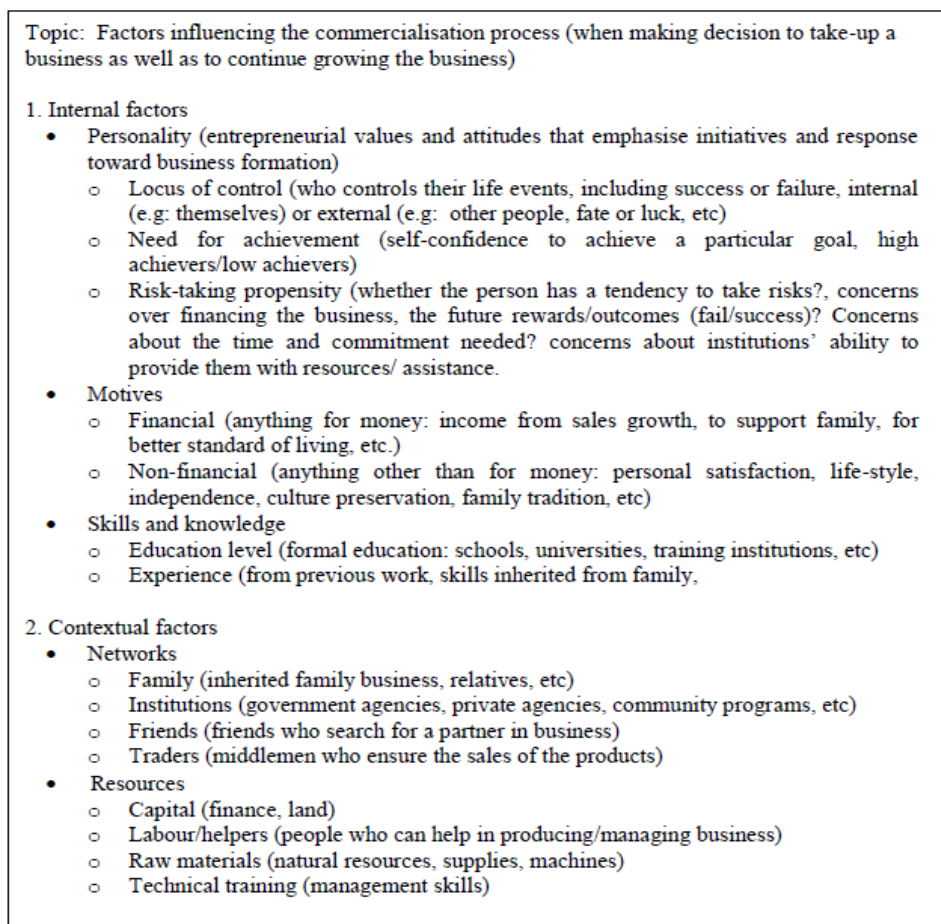 Topic:  Factors influencing the commercialisation process (when making decision to take-up a
business as well as to continue growing the business)
1. Internal factors
• Personality (entrepreneurial values and attitudes that emphasise initiatives and response
toward business formation)
o Locus of control (who controls their life events, including success or failure, internal
(e.g: themselves) or external (e.g:  other people, fate or luck, etc)
o Need for achievement (self-confidence to achieve a particular goal, high
achievers/low achievers)
o Risk-taking propensity (whether the person has a tendency to take risks?, concerns
over financing the business, the future rewards/outcomes (fail/success)? Concerns
about the time and commitment needed? concerns about institutions’ ability to
provide them with resources/ assistance.
• Motives
o Financial (anything for money: income from sales growth, to support family, for
better standard of living, etc.)
o Non-financial (anything other than for money: personal satisfaction, life-style,
independence, culture preservation, family tradition, etc)
• Skills and knowledge
o Education level (formal education: schools, universities, training institutions, etc)
o Experience (from previous work, skills inherited from family,
2. Contextual factors
• Networks
o Family (inherited family business, relatives, etc)
o Institutions (government agencies, private agencies, community programs, etc)
o Friends (friends who search for a partner in business)
o Traders (middlemen who ensure the sales of the products)
• Resources
o Capital (finance, land)
o Labour/helpers (people who can help in producing/managing business)
o Raw materials (natural resources, supplies, machines)
o Technical training (management skills)